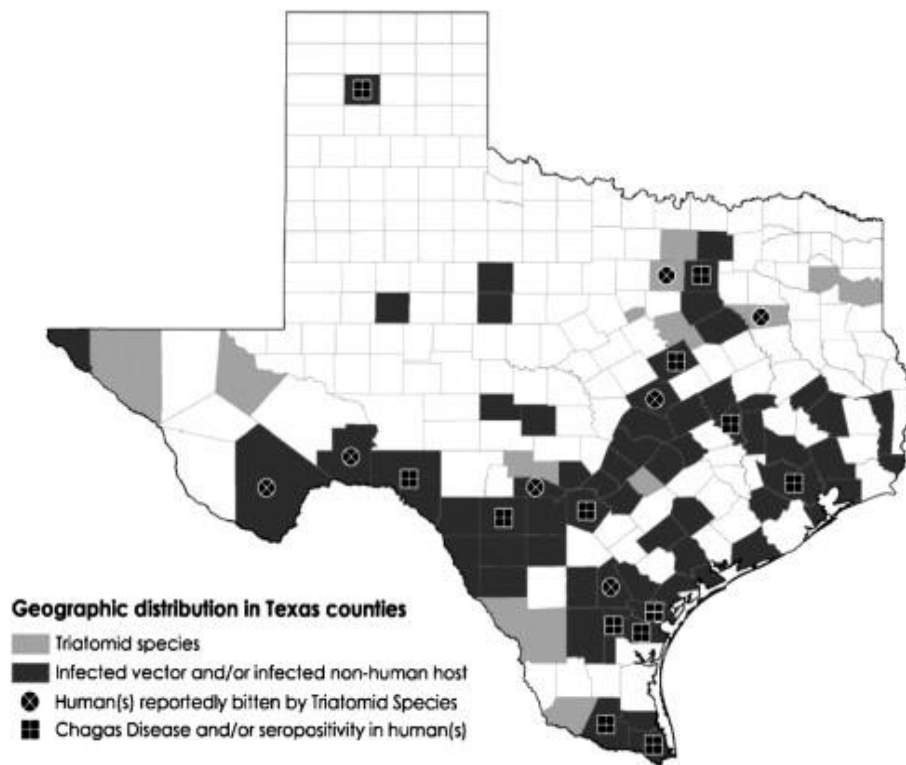 Geographic distribution in Texas counties
Triatomid species
Infected vector and/or infected non-human host
Human(s) reportedly bitten by Triatomid Species
Chagas Disease and/or seropositivity in human(s)